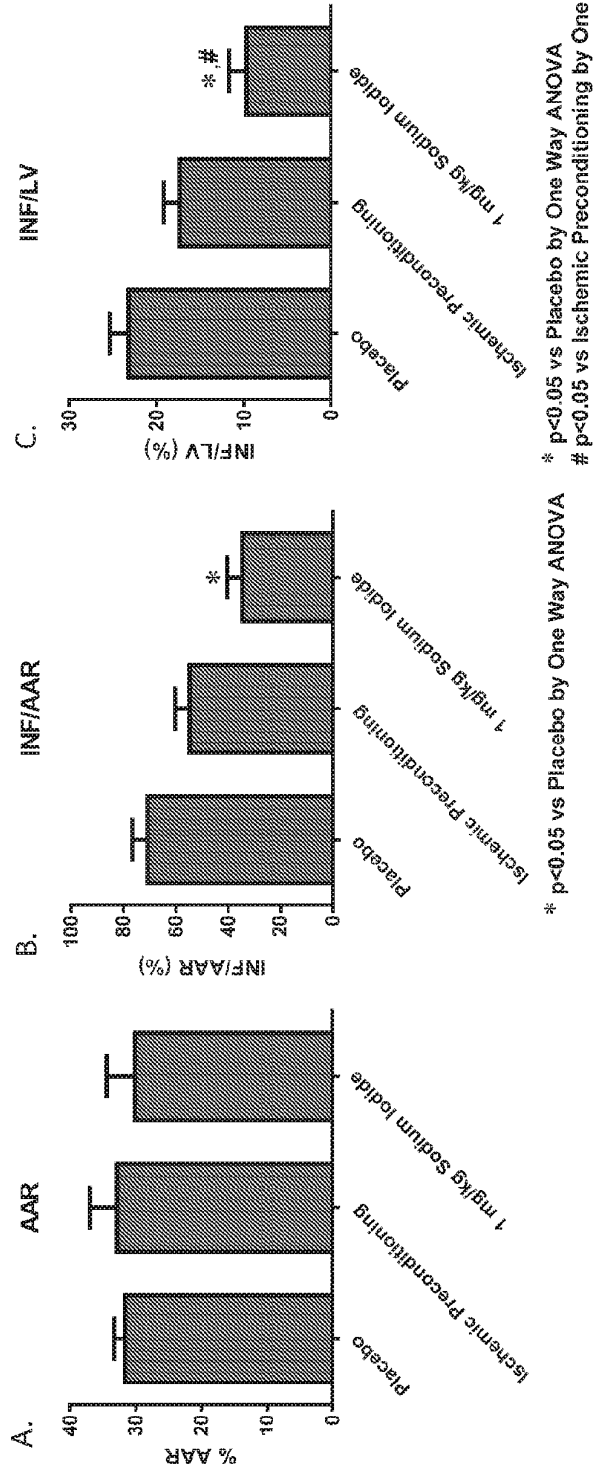 A.
AAR
% AAR
40
30
20
10
0
Placebo
Ischemic Preconditioning
1 mg/kg Sodium Iodide
B.
INF/AAR
INF/AAR (%)
100
80
60
40
20
0
*
Placebo
Ischemic Preconditioning
1 mg/kg Sodium Iodide
* p<0.05 vs Placebo by One Way ANOVA
C.
INF/LV
INF/LV (%)
30
20
10
0
*,#
Placebo
Ischemic Preconditioning
1 mg/kg Sodium Iodide
* p<0.05 vs Placebo by One Way ANOVA
# p<0.05 vs Ischemic Preconditioning by One